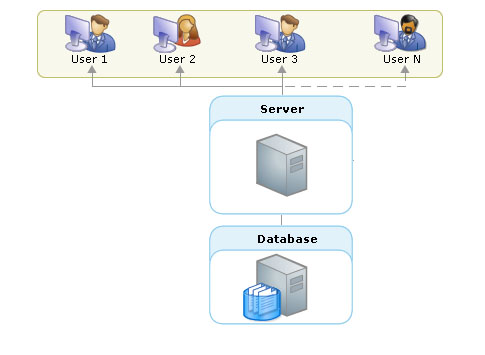 User 1 User 2 User 3 User N
Server
Database